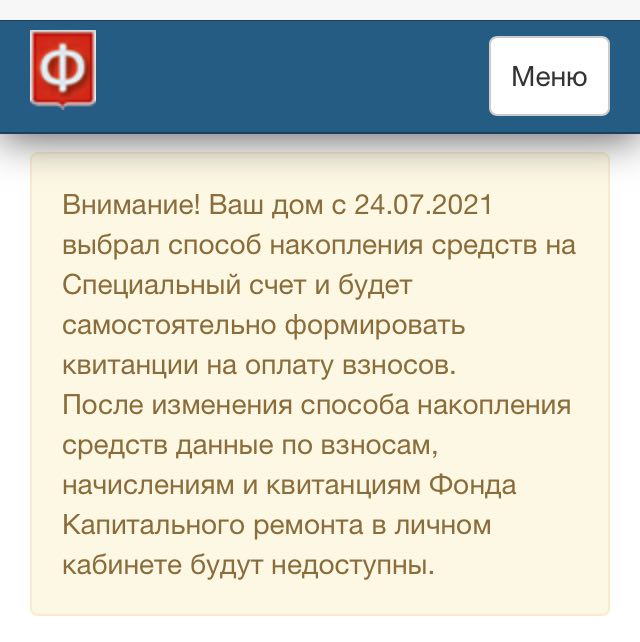 Ф
Меню
Внимание! Ваш дом с 24.07.2021
выбрал способ накопления средств на
Специальный счет и будет
самостоятельно формировать
квитанции на оплату взносов.
После изменения способа накопления
средств данные по взносам,
начислениям и квитанциям Фонда
Капитального ремонта в личном
кабинете будут недоступны.